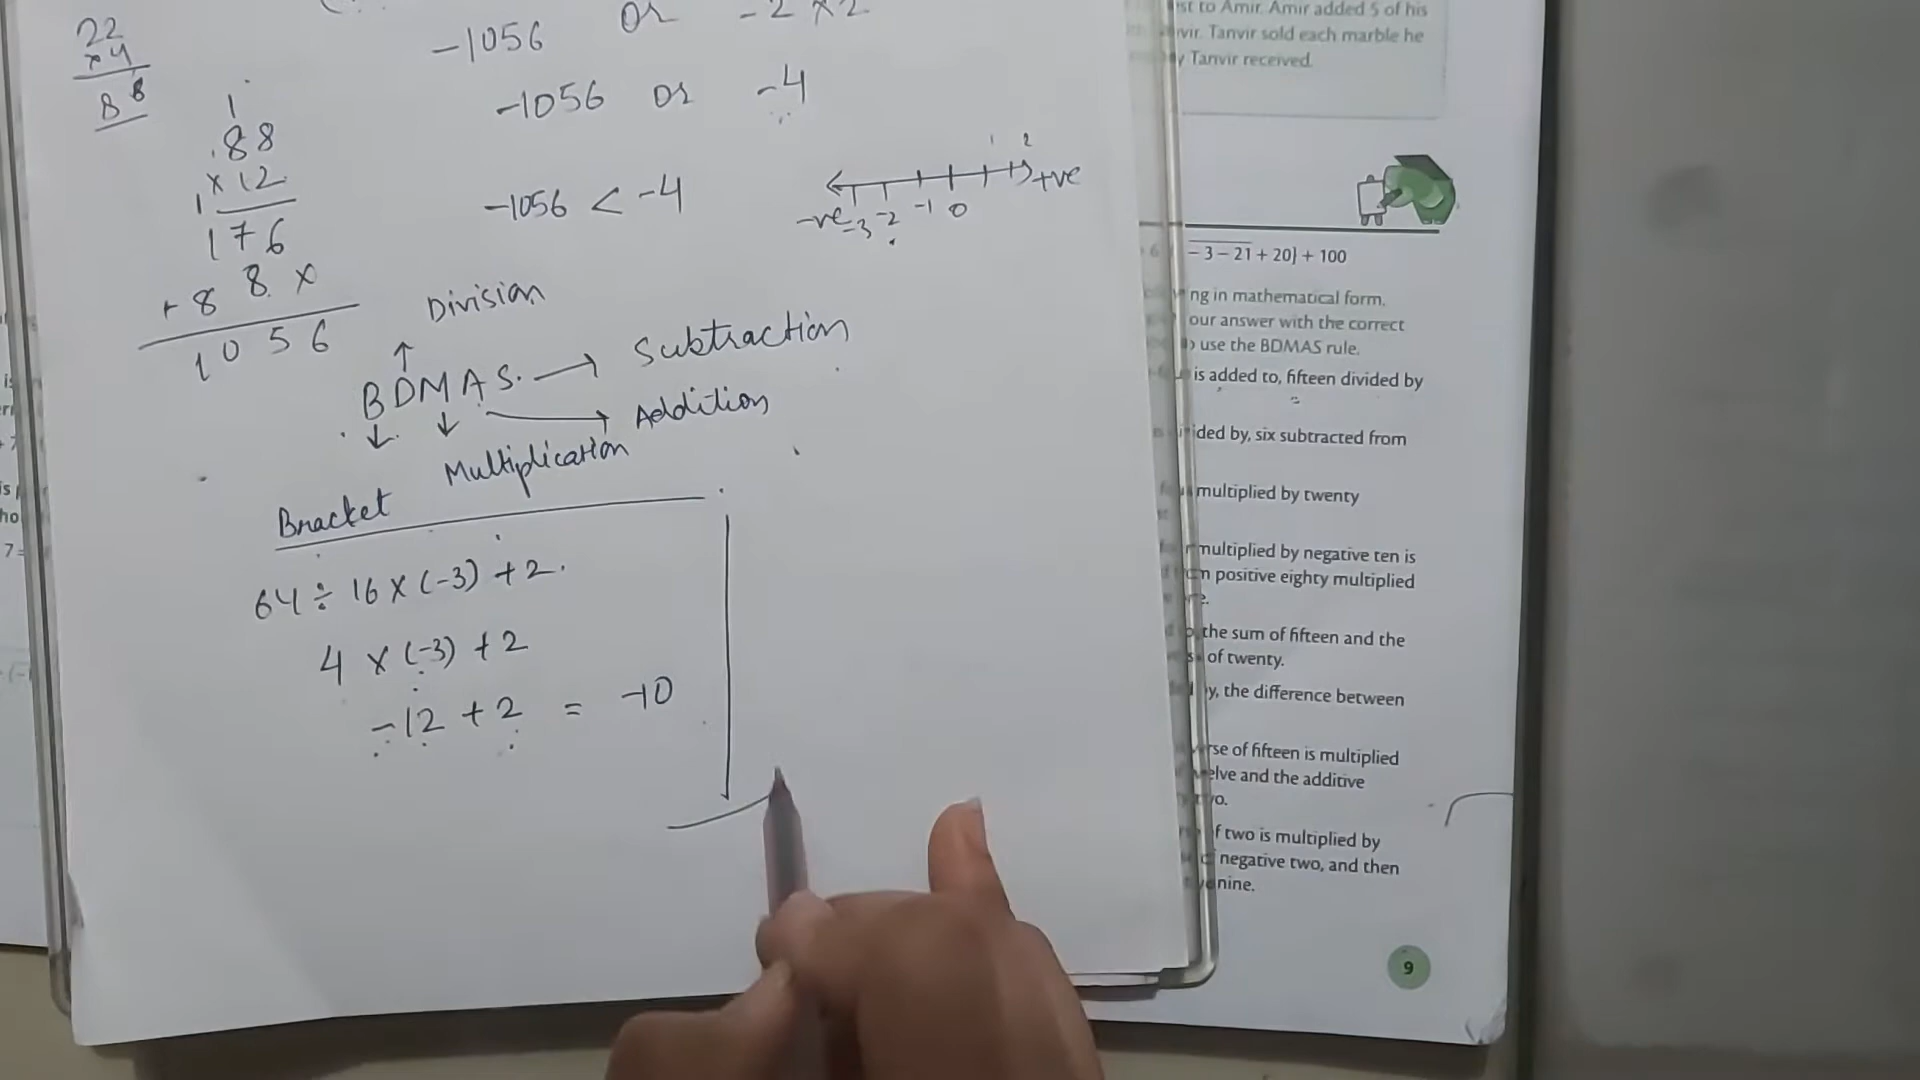 22
×4
88
1
88
×12
1
176
+88×
1056
-1056 or -2×2
-1056 or -4
-1056 < -4
1 2
+ve
-ve -3 -2 -1 0
Division
BDMAS. → Subtraction
Addition
Multiplication
Bracket
64 ÷ 16 × (-3) + 2.
4 × (-3) + 2
-12 + 2 = -10
st to Amir. Amir added 5 of his
vir. Tanvir sold each marble he
y Tanvir received.
- 3 - 21 + 20} + 100
ng in mathematical form.
our answer with the correct
use the BDMAS rule.
is added to, fifteen divided by
ided by, six subtracted from
multiplied by twenty
multiplied by negative ten is
m positive eighty multiplied
the sum of fifteen and the
of twenty.
y, the difference between
rse of fifteen is multiplied
elve and the additive
o.
f two is multiplied by
negative two, and then
nine.
9
7=